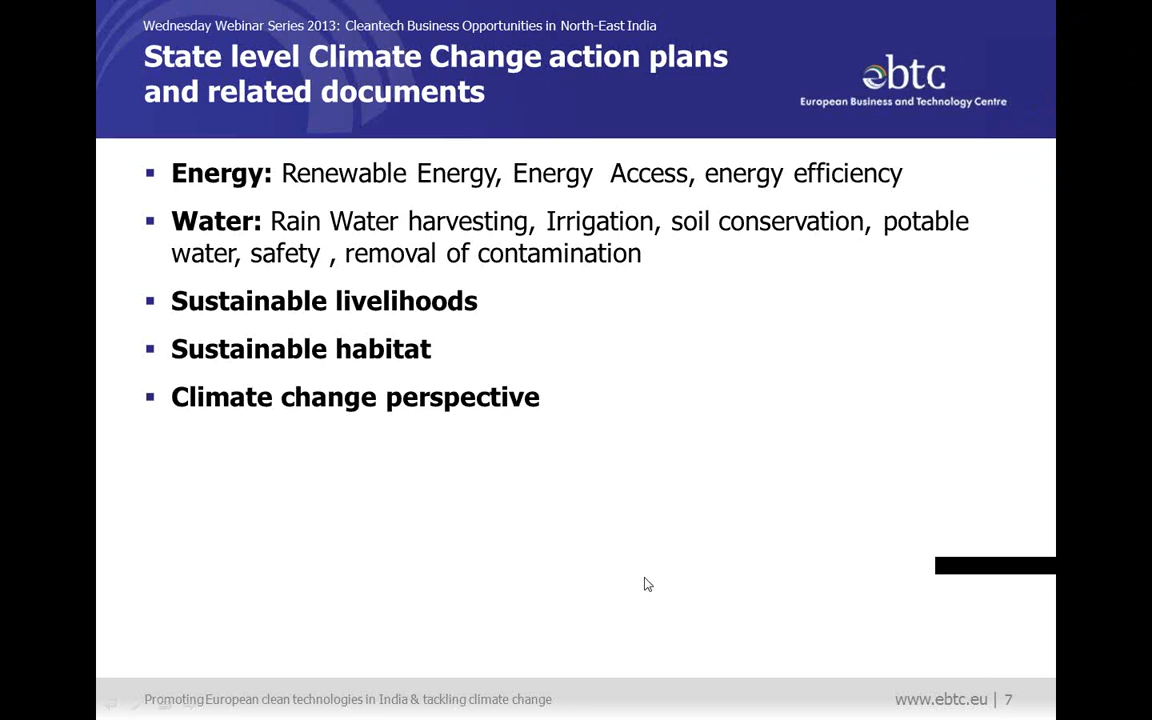 Wednesday Webinar Series 2013: Cleantech Business Opportunities in North-East India
State level Climate Change action plans
and related documents
ebtc
European Business and Technology Centre
Energy: Renewable Energy, Energy Access, energy efficiency
Water: Rain Water harvesting, Irrigation, soil conservation, potable
water, safety , removal of contamination
Sustainable livelihoods
Sustainable habitat
Climate change perspective
Promoting European clean technologies in India & tackling climate change
www.ebtc.eu | 7